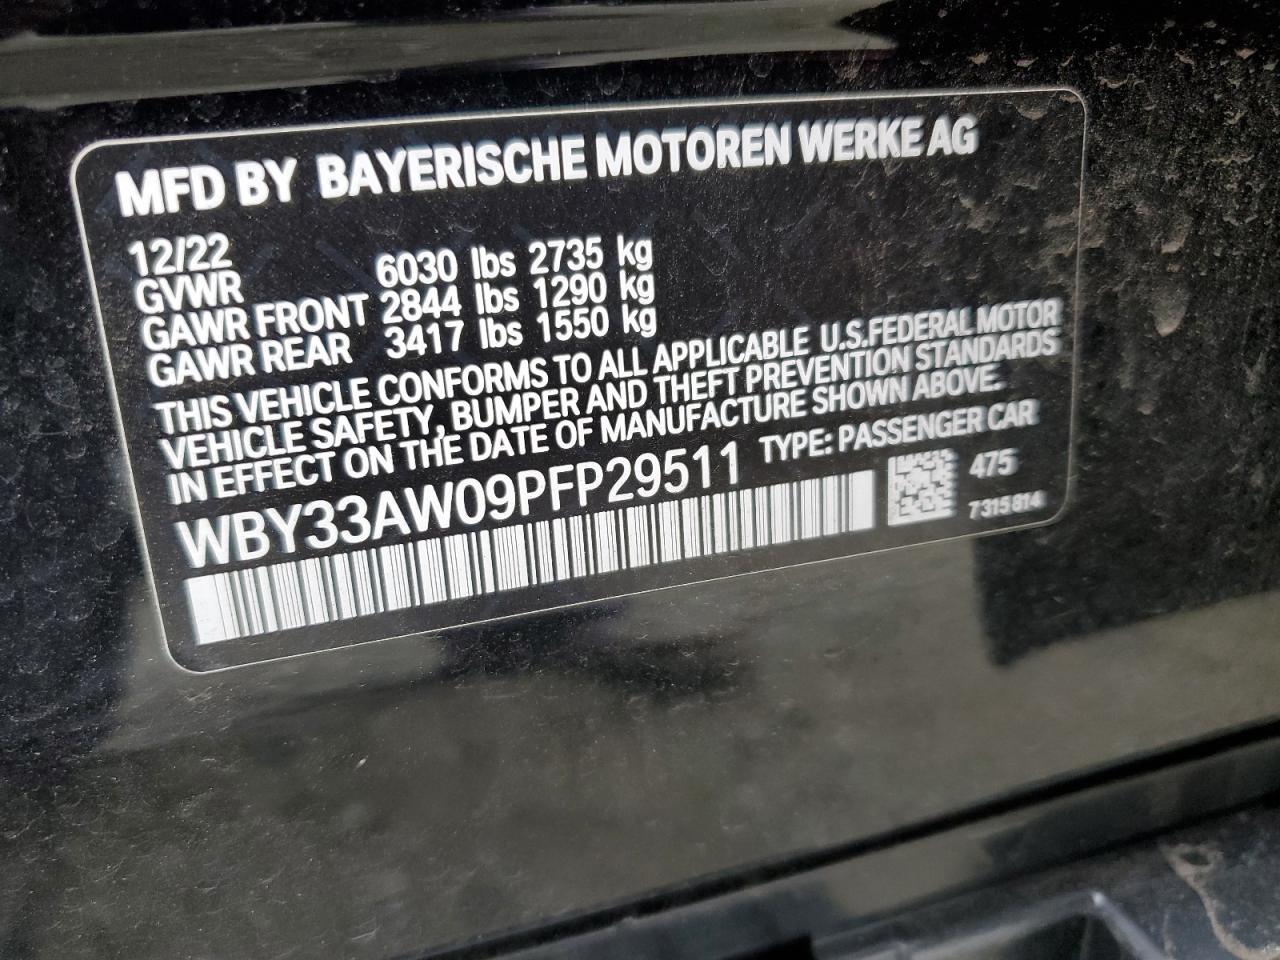 MFD BY BAYERISCHE MOTOREN WERKE AG
12/22
GVWR 6030 lbs 2735 kg
GAWR FRONT 2844 lbs 1290 kg
GAWR REAR 3417 lbs 1550 kg
THIS VEHICLE CONFORMS TO ALL APPLICABLE U.S.FEDERAL MOTOR
VEHICLE SAFETY, BUMPER AND THEFT PREVENTION STANDARDS
IN EFFECT ON THE DATE OF MANUFACTURE SHOWN ABOVE.
WBY33AW09PFP29511 TYPE: PASSENGER CAR
475
7315814